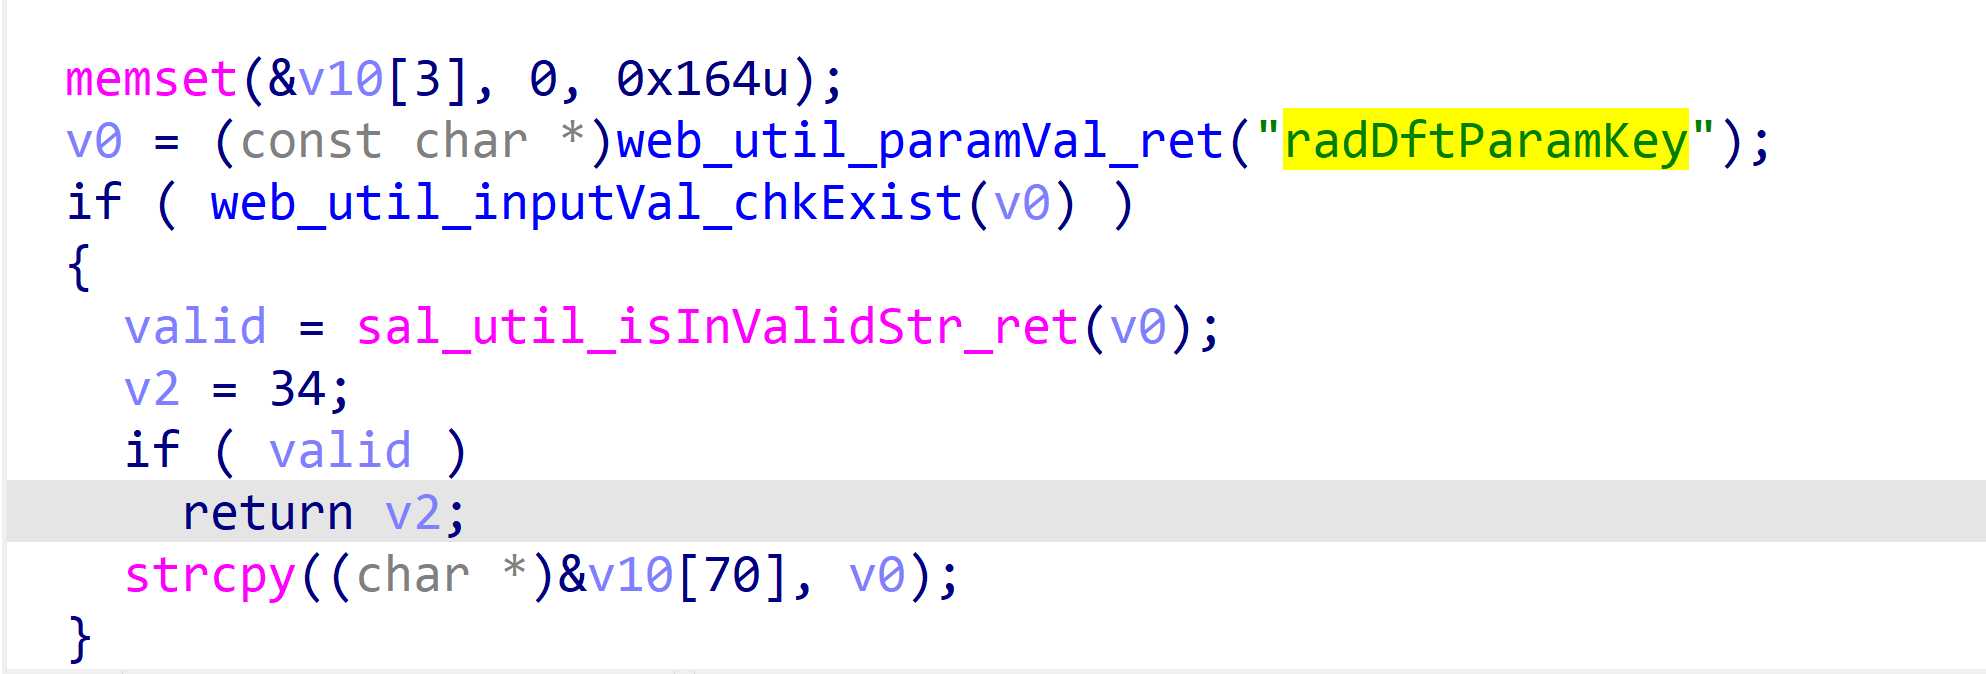 memset(&v10[3], 0, 0x164u);
v0 = (const char *)web_util_paramVal_ret("radDftParamKey");
if ( web_util_inputVal_chkExist(v0) )
{
valid = sal_util_isInValidStr_ret(v0);
v2 = 34;
if ( valid )
return v2;
strcpy((char *)&v10[70], v0);
}